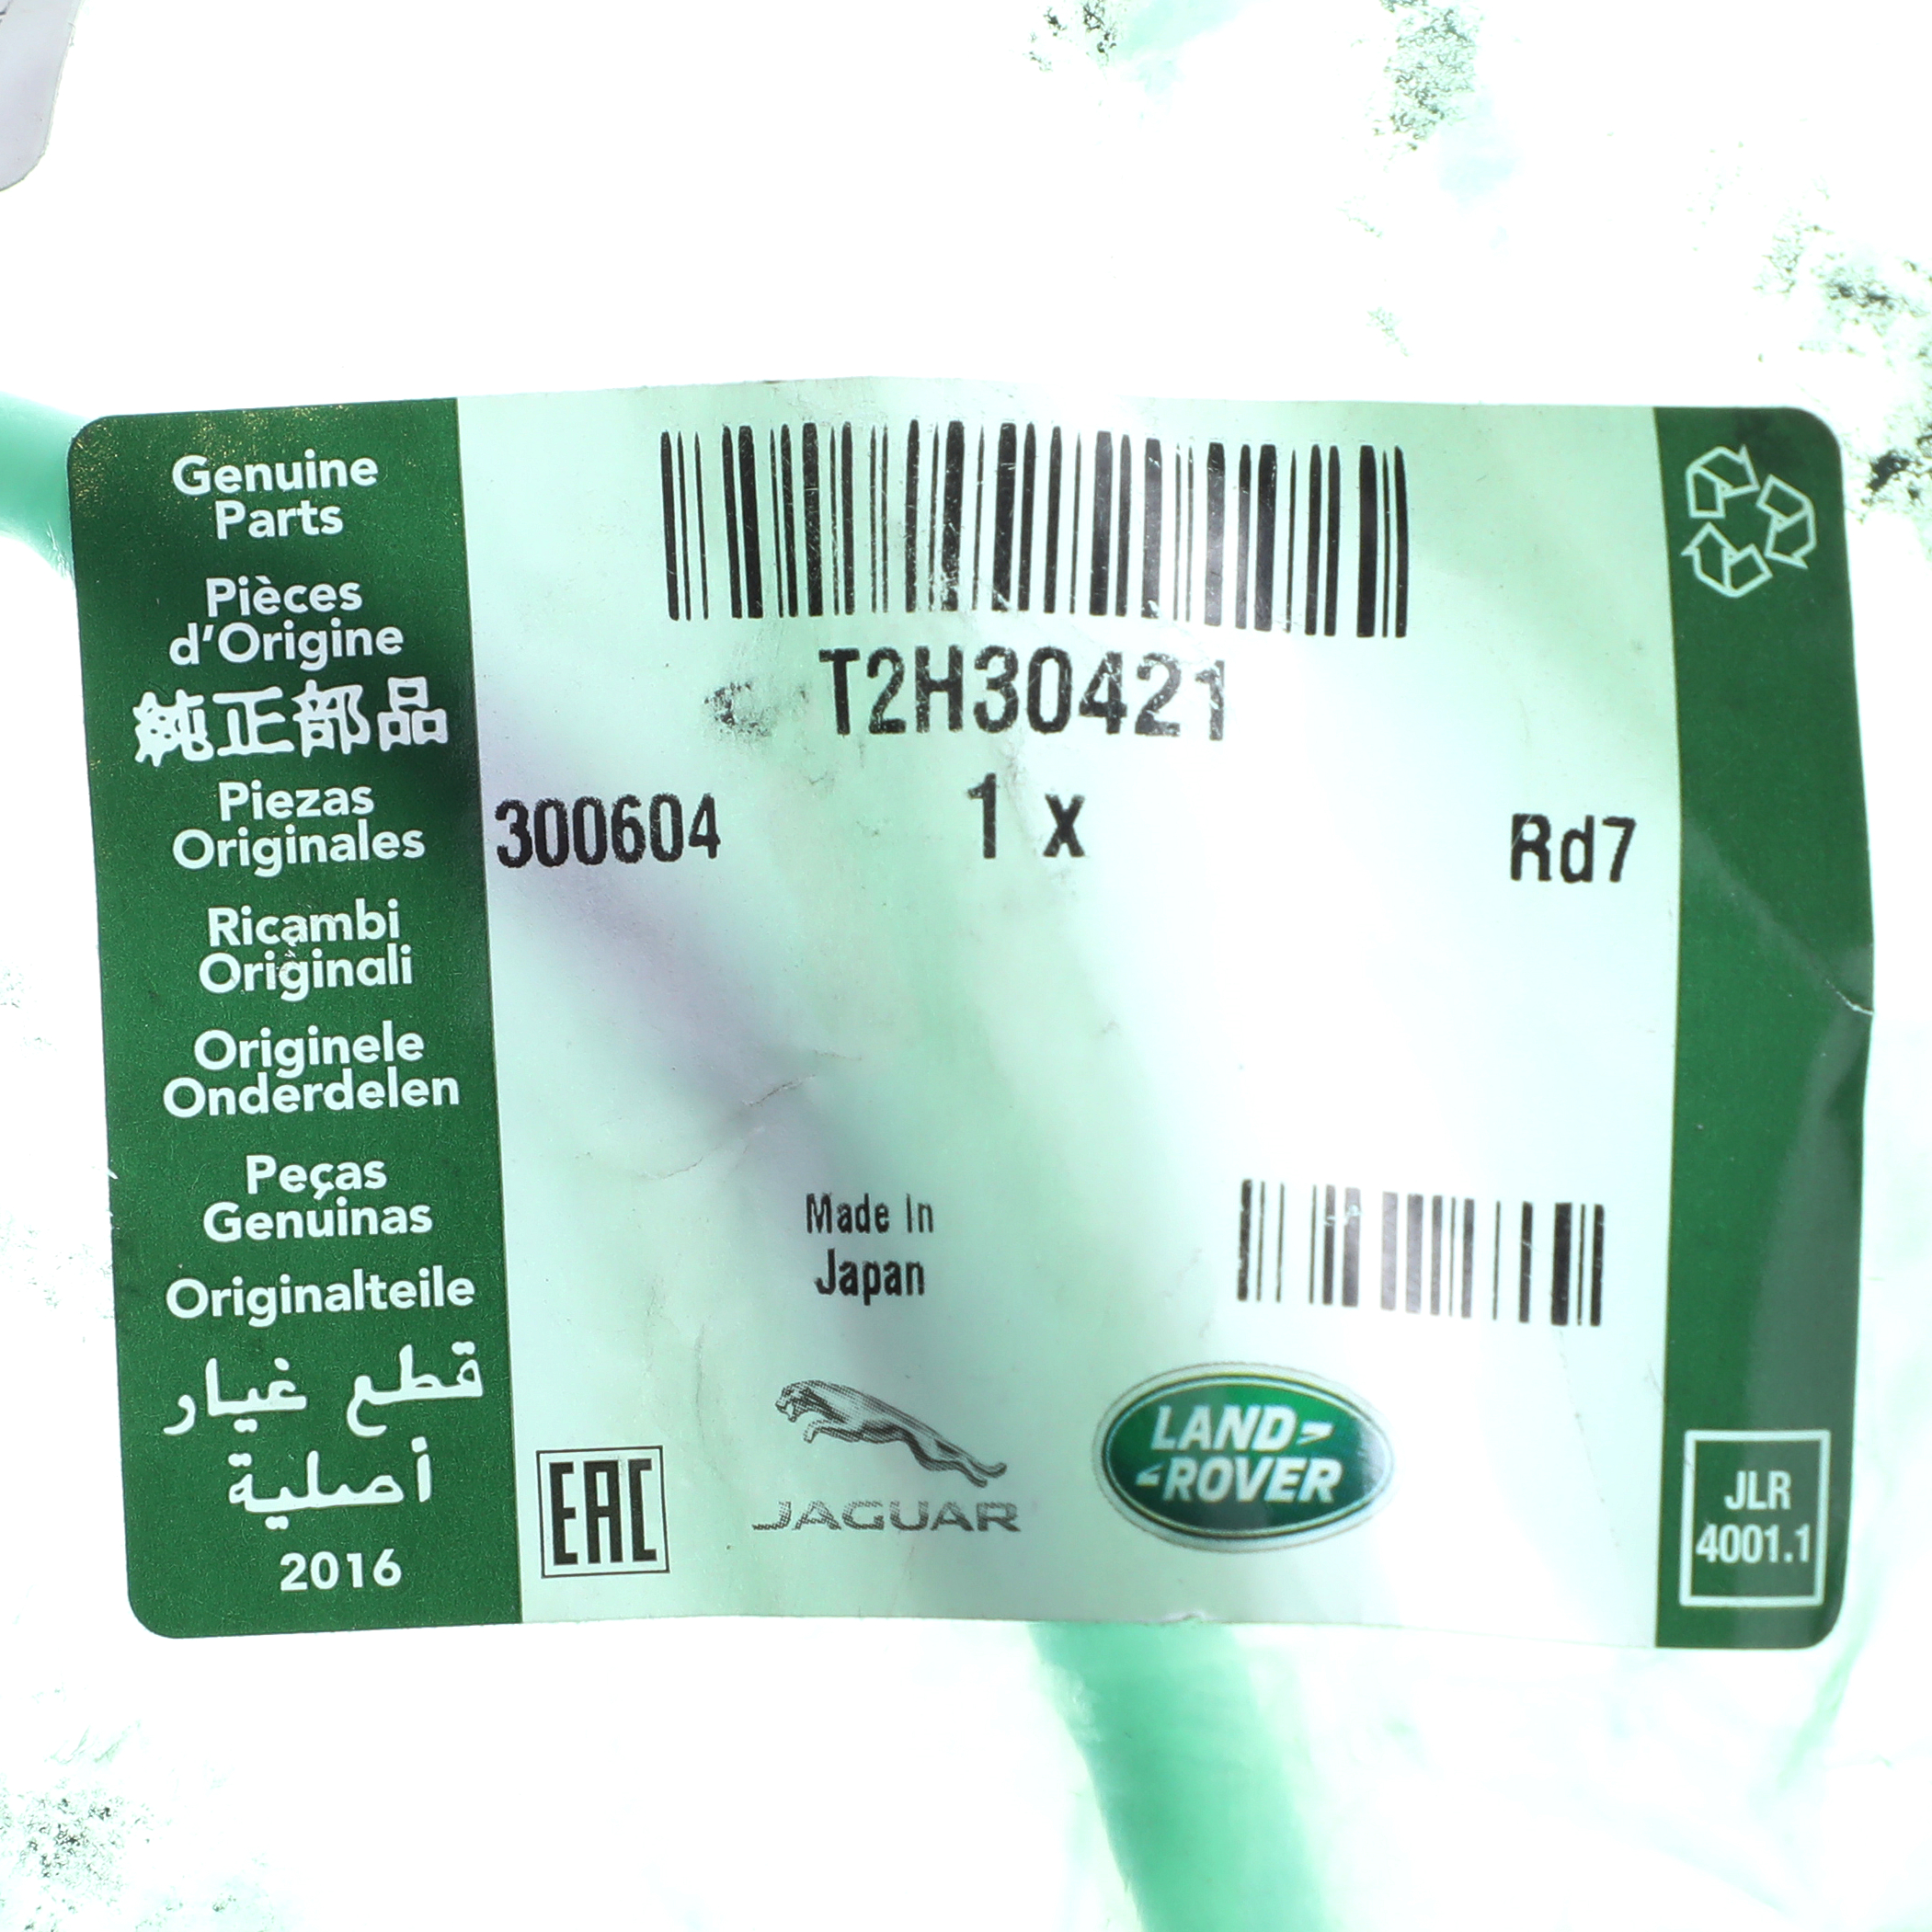 Genuine
Parts
Pièces
d'Origine
純正部品
Piezas
Originales
Ricambi
Originali
Originele
Onderdelen
Peças
Genuinas
Originalteile
قطع غيار
أصلية
2016
T2H30421
300604 1 x Rd7
Made In
Japan
EAC
JAGUAR
LAND
ROVER
JLR
4001.1